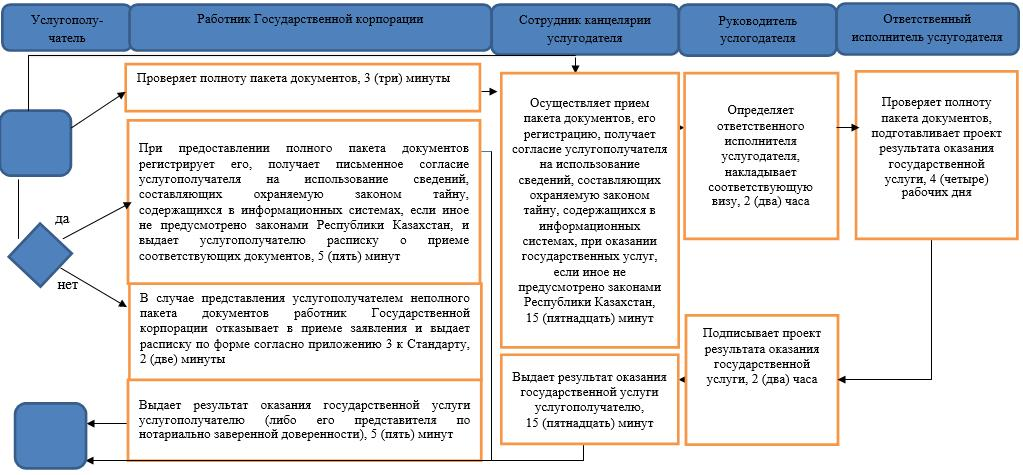 Услугополу-
чатель
Работник Государственной корпорации
Сотрудник канцелярии
услугодателя
Руководитель
услогодателя
Ответственный
исполнитель услугодателя
Проверяет полноту пакета документов, 3 (три) минуты
При предоставлении полного пакета документов
регистрирует его, получает письменное согласие
услугополучателя на использование сведений,
составляющих охраняемую законом тайну,
содержащихся в информационных системах, если иное
не предусмотрено законами Республики Казахстан, и
выдает услугополучателю расписку о приеме
соответствующих документов, 5 (пять) минут
да
нет
В случае представления услугополучателем неполного
пакета документов работник Государственной
корпорации отказывает в приеме заявления и выдает
расписку по форме согласно приложению 3 к Стандарту,
2 (две) минуты
Выдает результат оказания государственной услуги
услугополучателю (либо его представителя по
нотариально заверенной доверенности), 5 (пять) минут
Осуществляет прием
пакета документов, его
регистрацию, получает
согласие услугополучателя
на использование
сведений, составляющих
охраняемую законом
тайну, содержащихся в
информационных
системах, при оказании
государственных услуг,
если иное не
предусмотрено законами
Республики Казахстан,
15 (пятнадцать) минут
Выдает результат оказания
государственной услуги
услугополучателю,
15 (пятнадцать) минут
Определяет
ответственного
исполнителя
услугодателя,
накладывает
соответствующую
визу, 2 (два) часа
Подписывает проект
результата оказания
государственной
услуги, 2 (два) часа
Проверяет полноту
пакета документов,
подготавливает проект
результата оказания
государственной
услуги, 4 (четыре)
рабочих дня